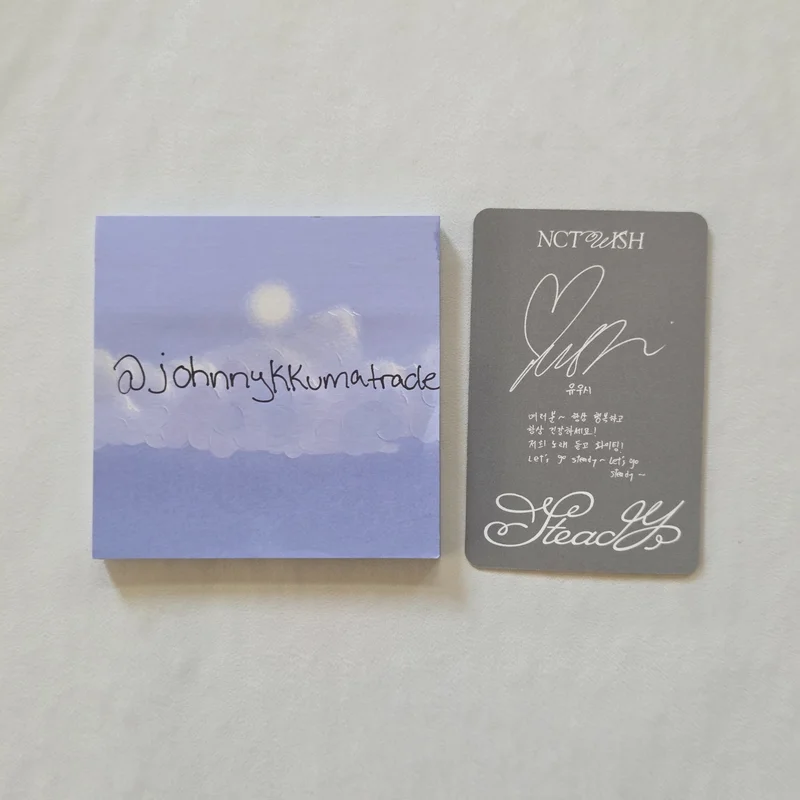 @johnnykkumatrade
NCT WISH
Yuushi
유우시
여러분~ 항상 행복하고
항상 건강하세요!
저희 노래 듣고 화이팅!
Let's go steady~ Let's go
steady~
Steady